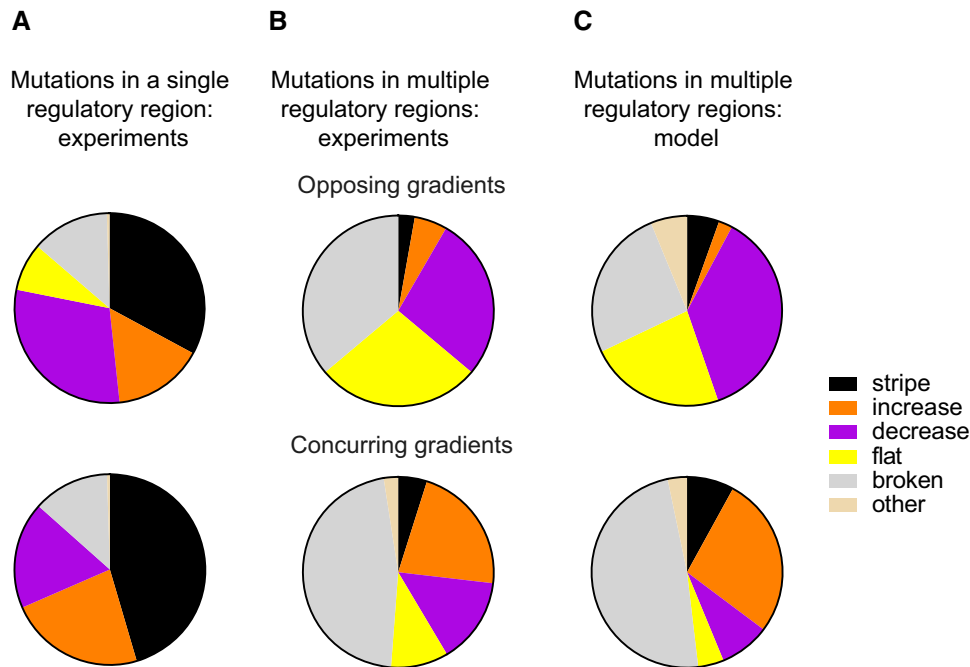 A
B
C
Mutations in a single
regulatory region:
experiments
Mutations in multiple
regulatory regions:
experiments
Mutations in multiple
regulatory regions:
model
Opposing gradients
Concurring gradients
stripe
increase
decrease
flat
broken
other